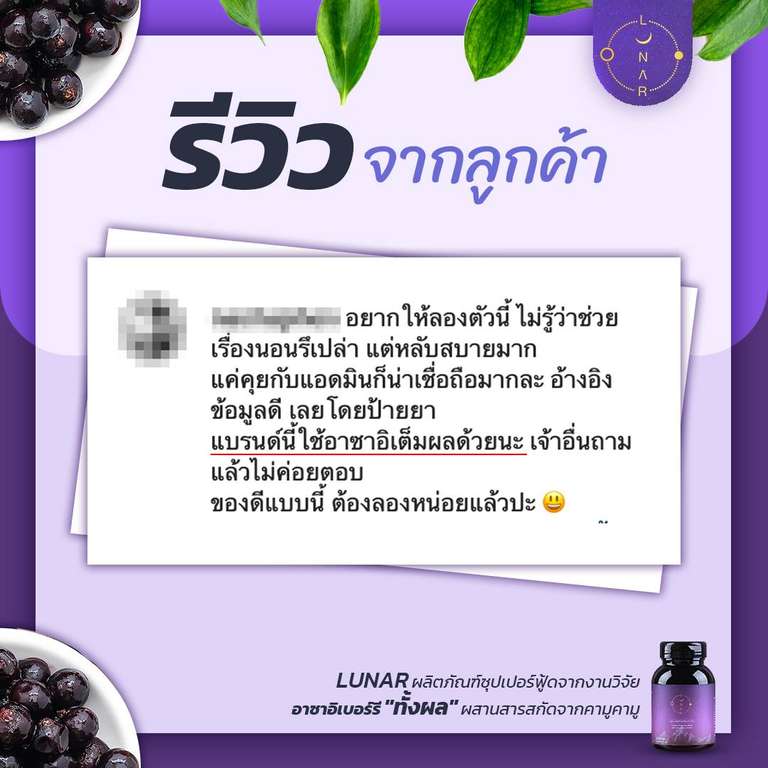 LUNAR
รีวิว จากลูกค้า
อยากให้ลองตัวนี้ ไม่รู้ว่าช่วย
เรื่องนอนรึเปล่า แต่หลับสบายมาก
แค่คุยกับแอดมินก็น่าเชื่อถือมากละ อ้างอิง
ข้อมูลดี เลยโดยป้ายยา
แบรนด์นี้ใช้อาซาอิเต็มผลด้วยนะ เจ้าอื่นถาม
แล้วไม่ค่อยตอบ
ของดีแบบนี้ ต้องลองหน่อยแล้วปะ 😃
LUNAR ผลิตภัณฑ์ซุปเปอร์ฟู้ดจากงานวิจัย
อาซาอิเบอร์รี "ทั้งผล" ผสานสารสกัดจากคามูคามู